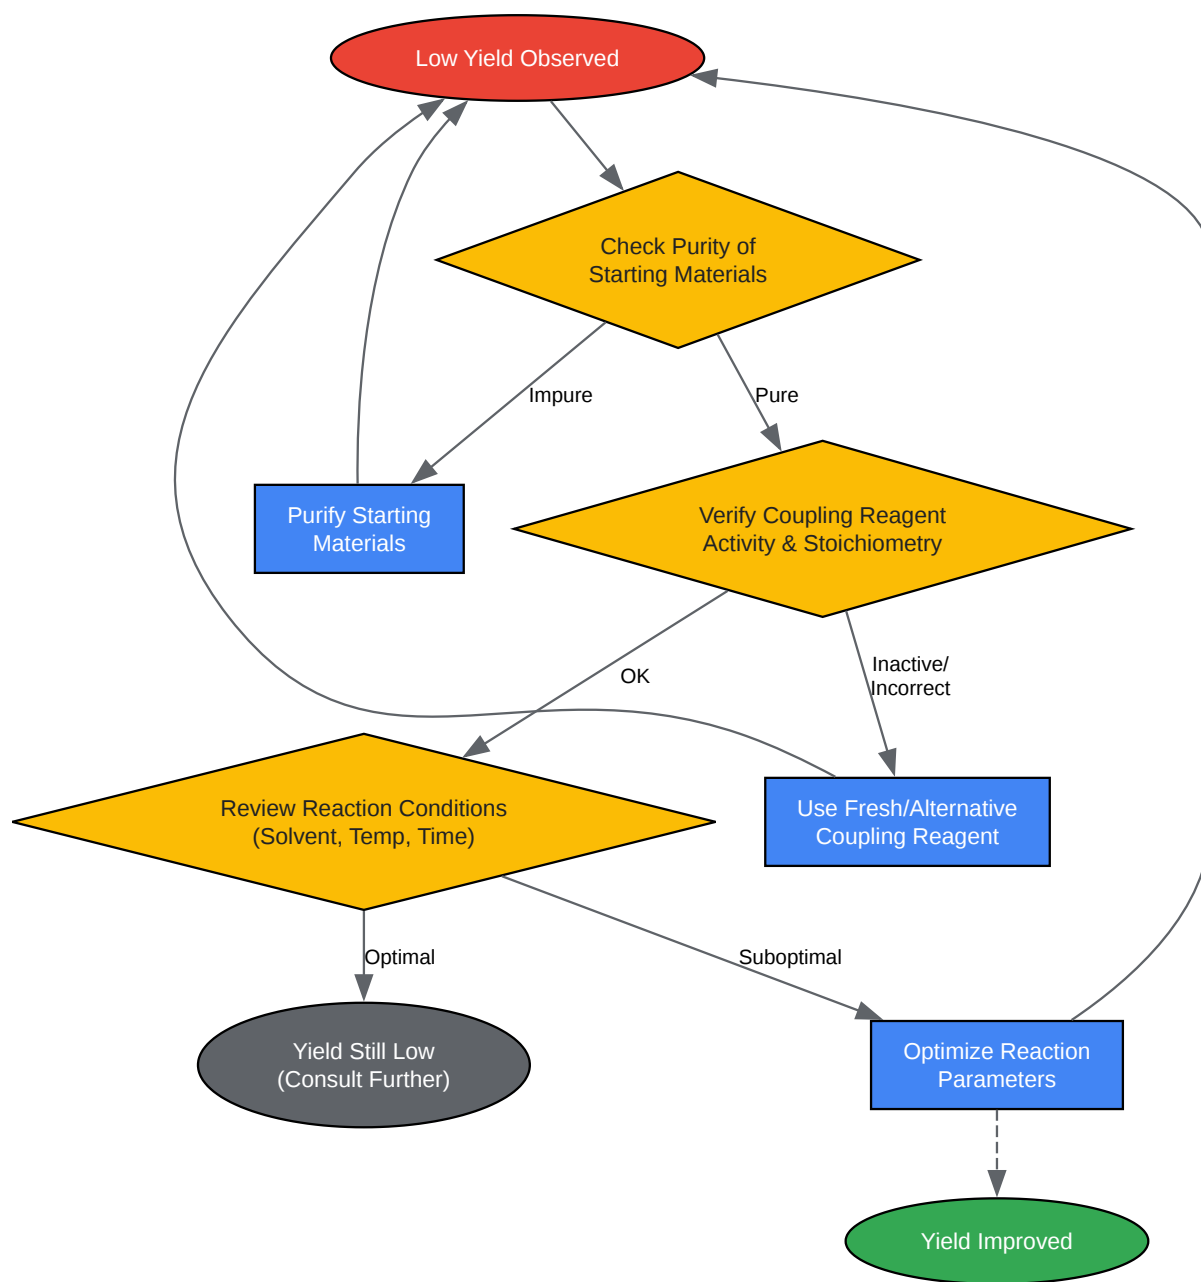 Low Yield Observed
Check Purity of
Starting Materials
Impure
Pure
Purify Starting
Materials
Verify Coupling Reagent
Activity & Stoichiometry
OK
Inactive/
Incorrect
Review Reaction Conditions
(Solvent, Temp, Time)
Use Fresh/Alternative
Coupling Reagent
Optimal
Suboptimal
Yield Still Low
(Consult Further)
Optimize Reaction
Parameters
Yield Improved